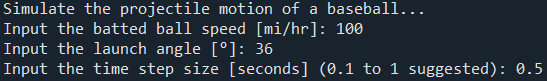 Simulate the projectile motion of a baseball...
Input the batted ball speed [mi/hr]: 100
Input the launch angle [º]: 36
Input the time step size [seconds] (0.1 to 1 suggested): 0.5